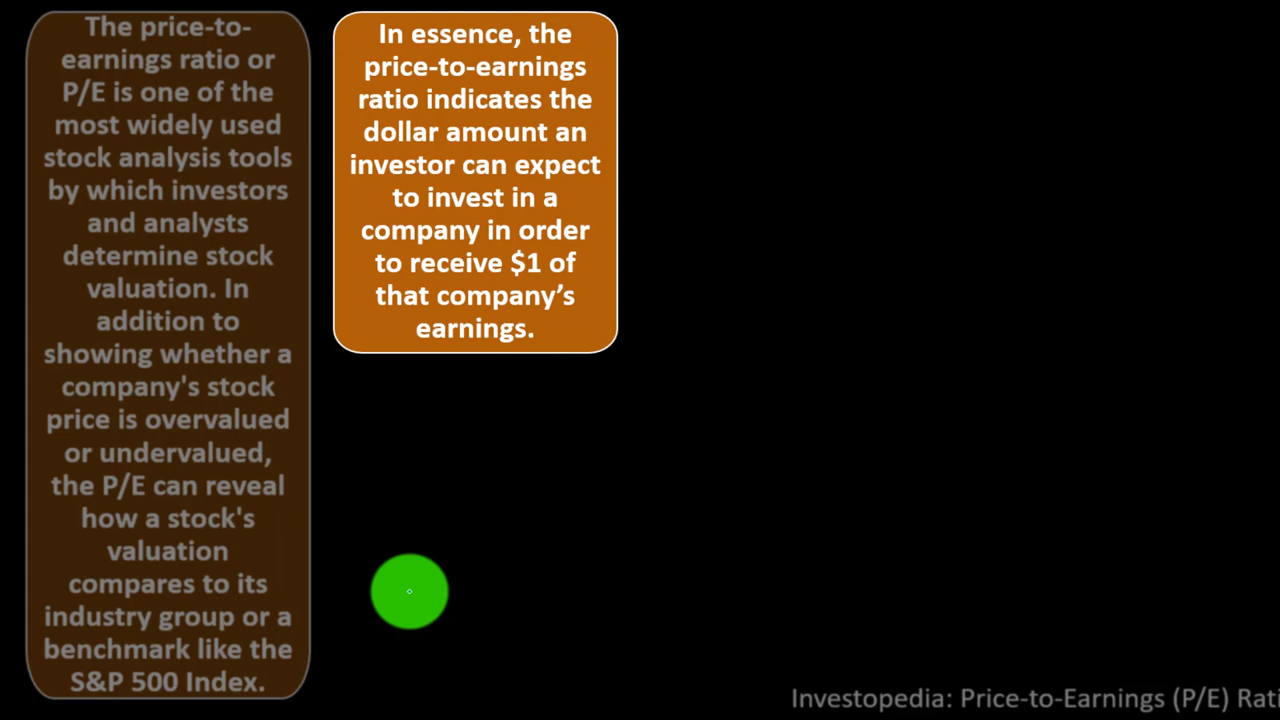 The price-to-
earnings ratio or
P/E is one of the
most widely used
stock analysis tools
by which investors
and analysts
determine stock
valuation. In
addition to
showing whether a
company's stock
price is overvalued
or undervalued,
the P/E can reveal
how a stock's
valuation
compares to its
industry group or a
benchmark like the
S&P 500 Index.
In essence, the
price-to-earnings
ratio indicates the
dollar amount an
investor can expect
to invest in a
company in order
to receive $1 of
that company’s
earnings.
Investopedia: Price-to-Earnings (P/E) Rati